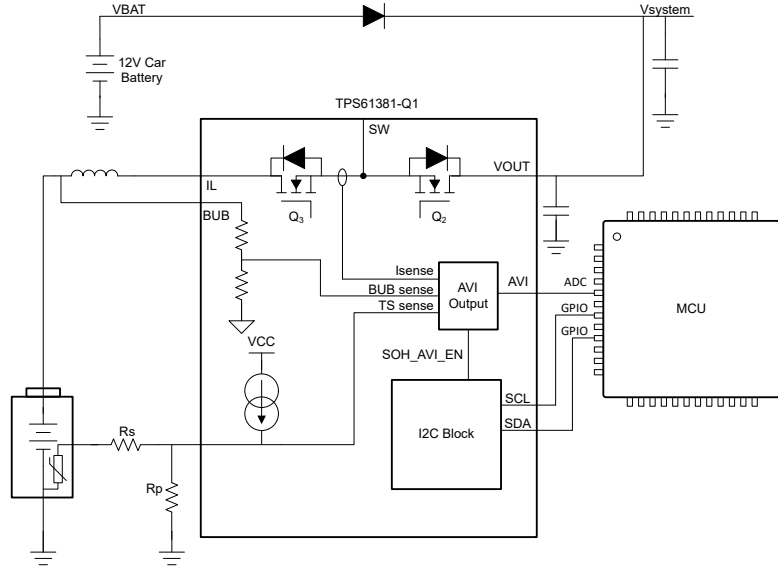 VBAT
Vsystem
12V Car
Battery
TPS61381-Q1
SW
VOUT
IL
BUB
Q3
Q2
Isense
BUB sense
TS sense
AVI
Output
AVI
ADC
GPIO
GPIO
MCU
VCC
SOH_AVI_EN
SCL
SDA
I2C Block
Rs
Rp